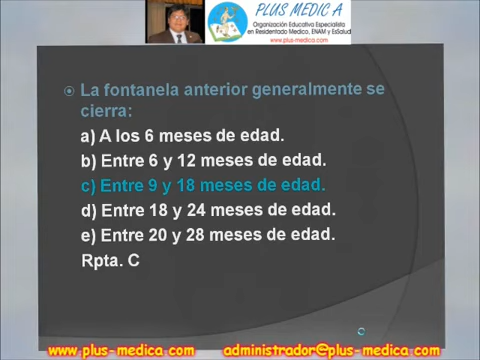 PLUS MEDIC A
Organización Educativa Especialista
en Residentado Medico, ENAM y EsSalud
www.plus-medica.com
La fontanela anterior generalmente se
cierra:
a) A los 6 meses de edad.
b) Entre 6 y 12 meses de edad.
c) Entre 9 y 18 meses de edad.
d) Entre 18 y 24 meses de edad.
e) Entre 20 y 28 meses de edad.
Rpta. C
www.plus-medica.com administrador@plus-medica.com